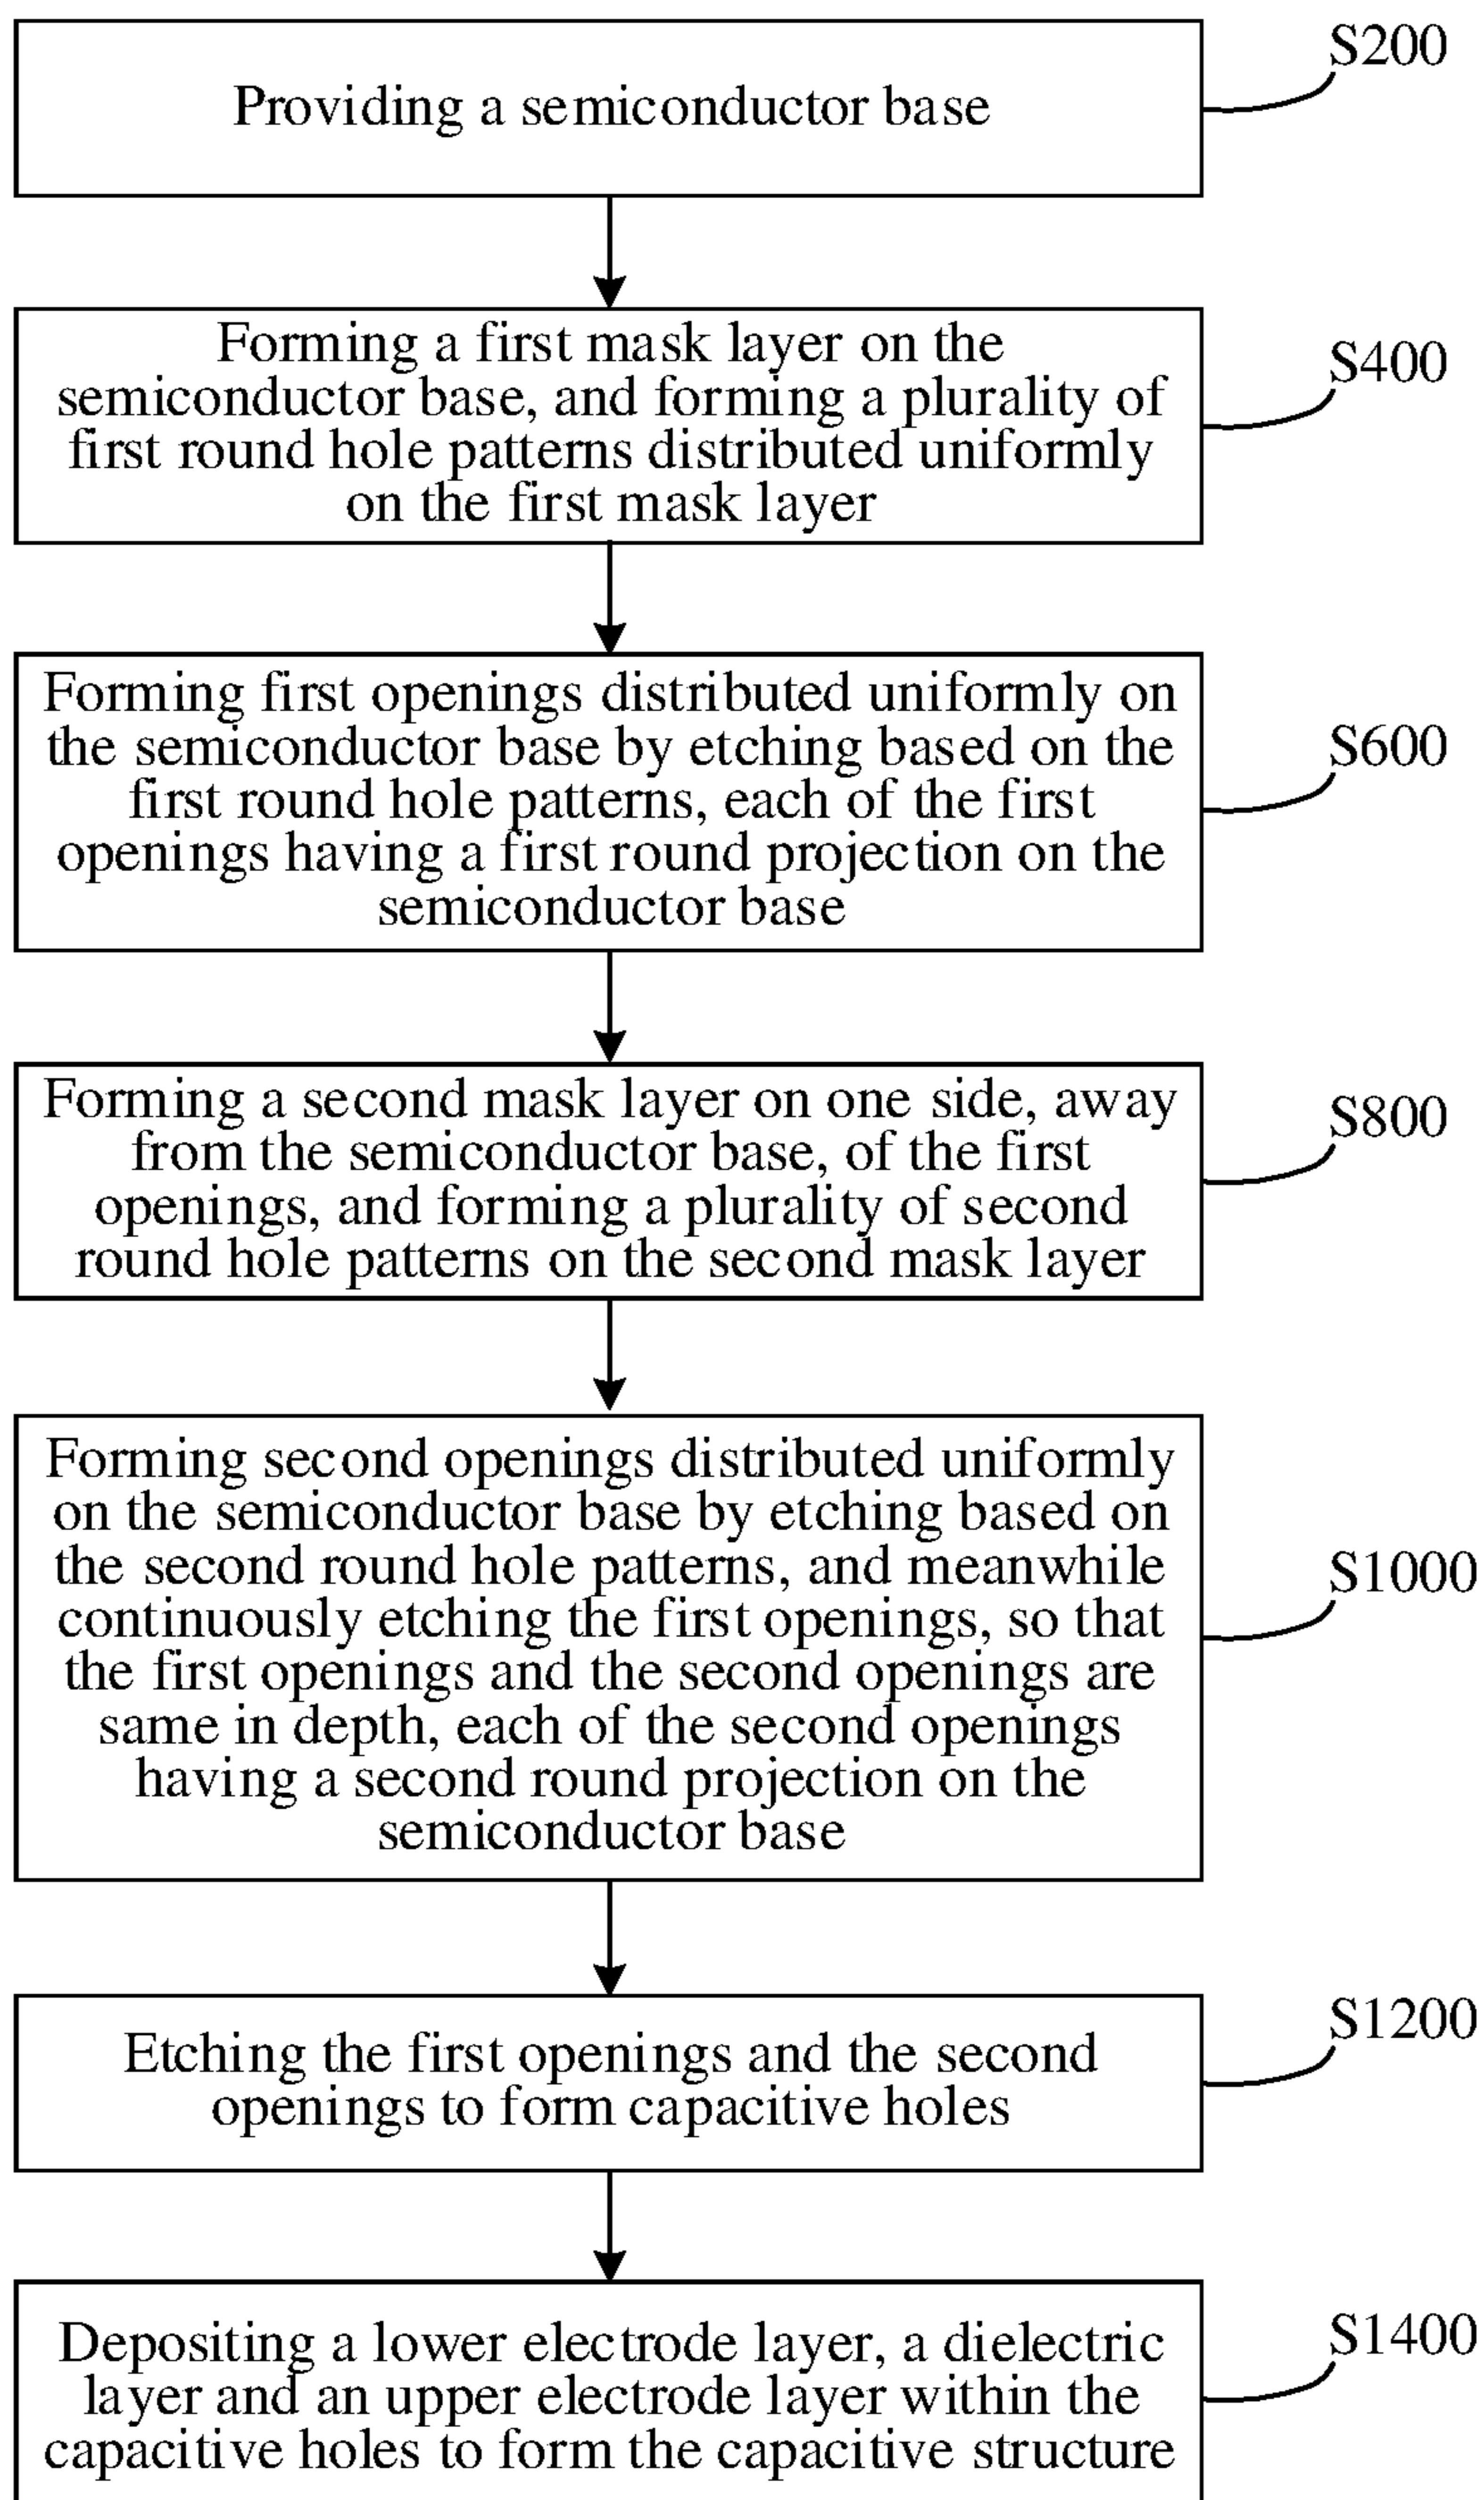 Providing a semiconductor base
S200
Forming a first mask layer on the
semiconductor base, and forming a plurality of
first round hole patterns distributed uniformly
on the first mask layer
S400
Forming first openings distributed uniformly on
the semiconductor base by etching based on the
first round hole patterns, each of the first
openings having a first round projection on the
semiconductor base
S600
Forming a second mask layer on one side, away
from the semiconductor base, of the first
openings, and forming a plurality of second
round hole patterns on the second mask layer
S800
Forming second openings distributed uniformly
on the semiconductor base by etching based on
the second round hole patterns, and meanwhile
continuously etching the first openings, so that
the first openings and the second openings are
same in depth, each of the second openings
having a second round projection on the
semiconductor base
S1000
Etching the first openings and the second
openings to form capacitive holes
S1200
Depositing a lower electrode layer, a dielectric
layer and an upper electrode layer within the
capacitive holes to form the capacitive structure
S1400